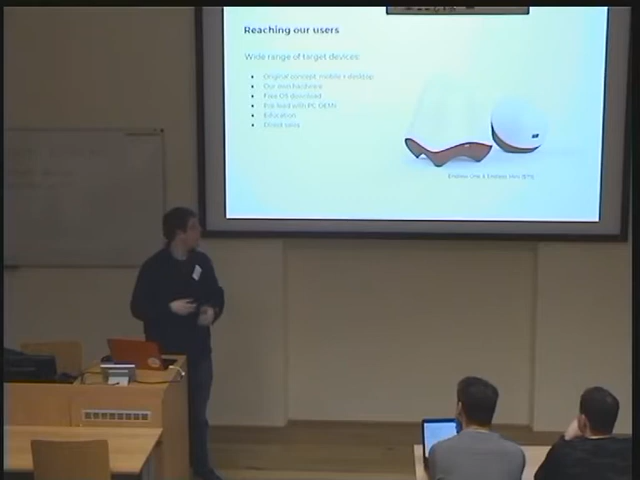 Reaching our users
Wide range of target devices:
Original concept: mobile + desktop
Our own hardware
Free OS download
Pre-load with PC OEMs
Education
Direct sales
Endless One & Endless Mini